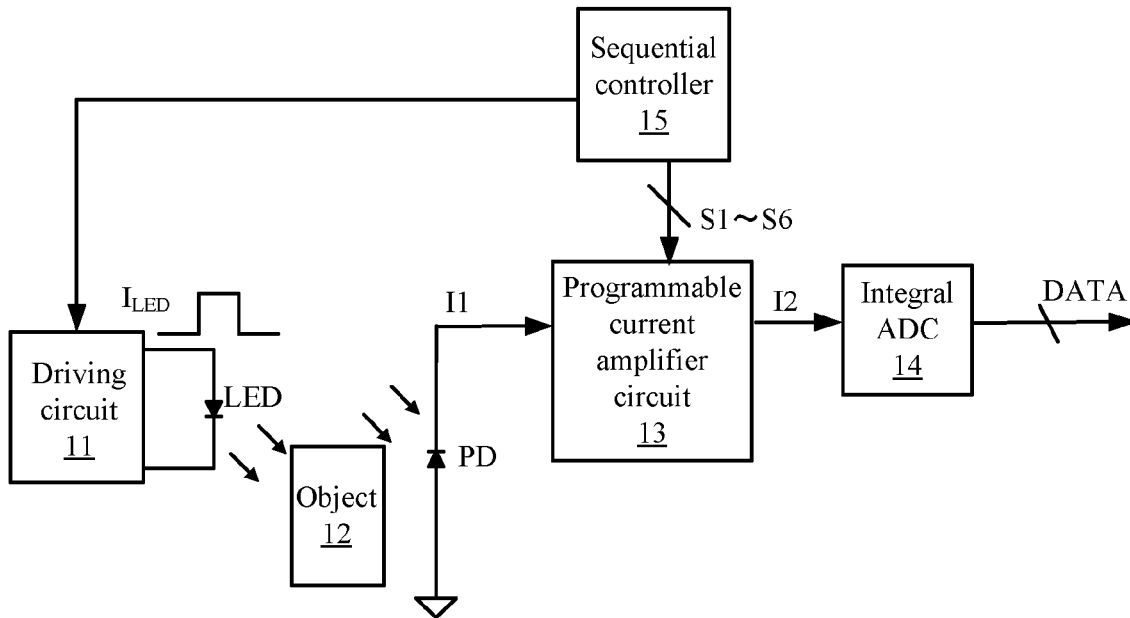 Sequential
controller
15
S1～S6
I_LED
Driving
circuit
11
LED
Object
12
PD
I1
Programmable
current
amplifier
circuit
13
I2
Integral
ADC
14
DATA